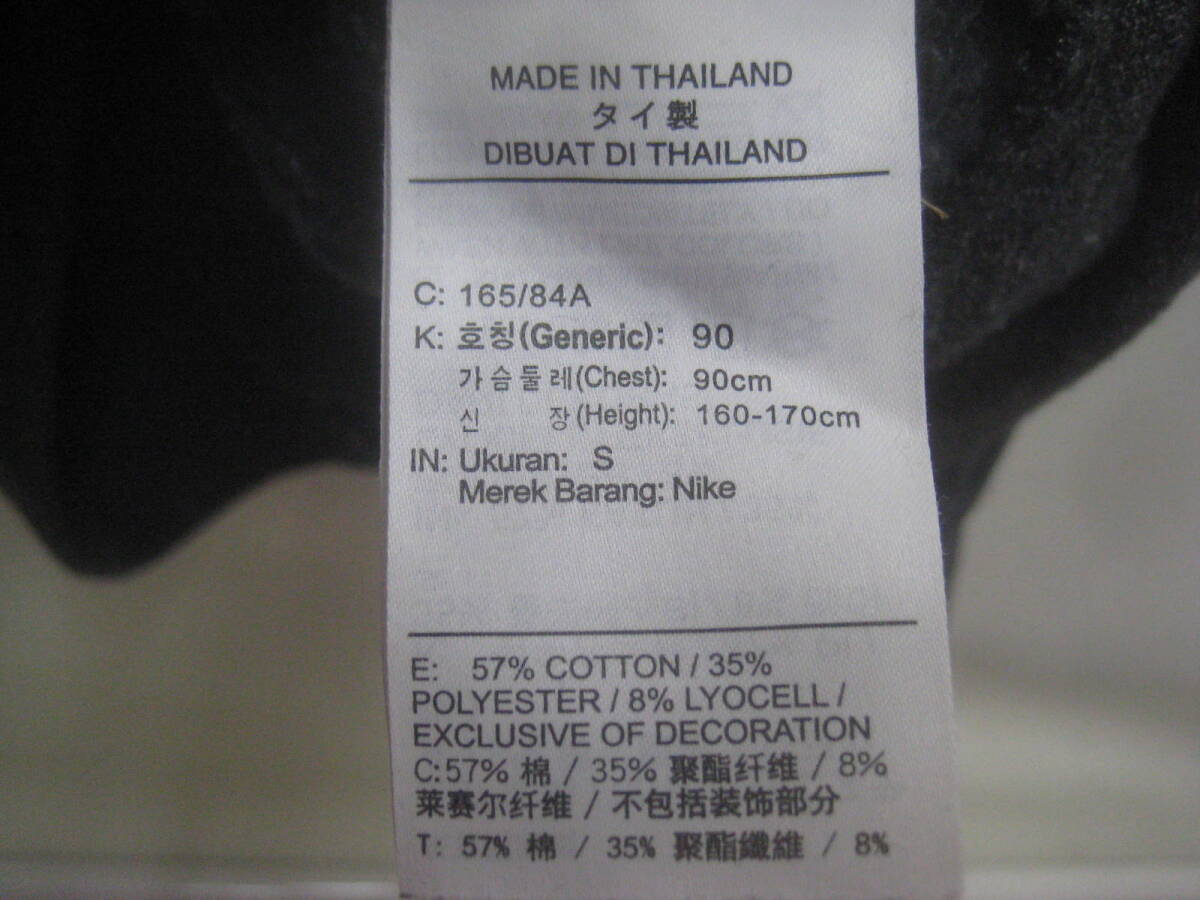 MADE IN THAILAND
タイ製
DIBUAT DI THAILAND
C: 165/84A
K: 호칭(Generic): 90
가슴둘레(Chest): 90cm
신 장(Height): 160-170cm
IN: Ukuran: S
Merek Barang: Nike
E: 57% COTTON / 35%
POLYESTER / 8% LYOCELL /
EXCLUSIVE OF DECORATION
C:57% 棉 / 35% 聚酯纤维 / 8%
莱赛尔纤维 / 不包括装饰部分
T: 57% 棉 / 35% 聚酯纖維 / 8%